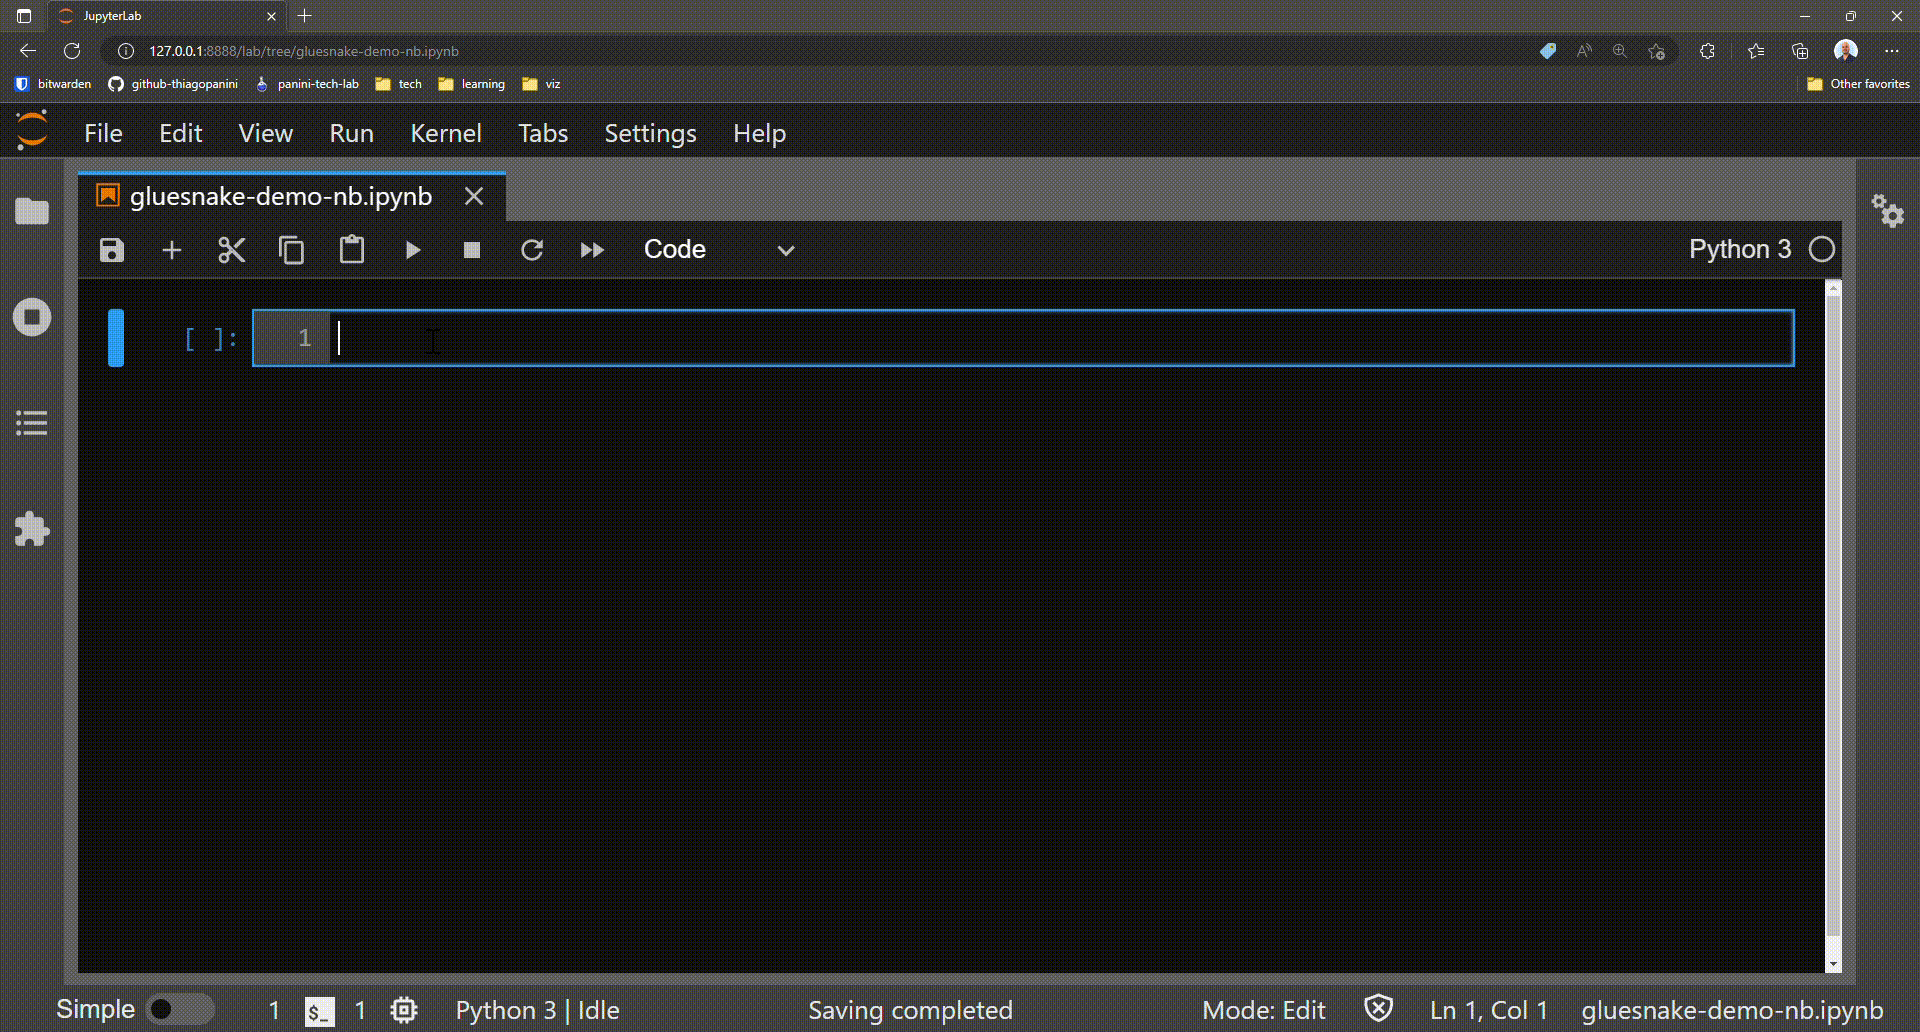 JupyterLab
127.0.0.1:8888/lab/tree/gluesnake-demo-nb.ipynb
bitwarden github-thiagopanini panini-tech-lab tech learning viz Other favorites
File Edit View Run Kernel Tabs Settings Help
gluesnake-demo-nb.ipynb
Code Python 3
[ ]: 1
Simple 1 $_ 1 Python 3 | Idle Saving completed Mode: Edit Ln 1, Col 1 gluesnake-demo-nb.ipynb